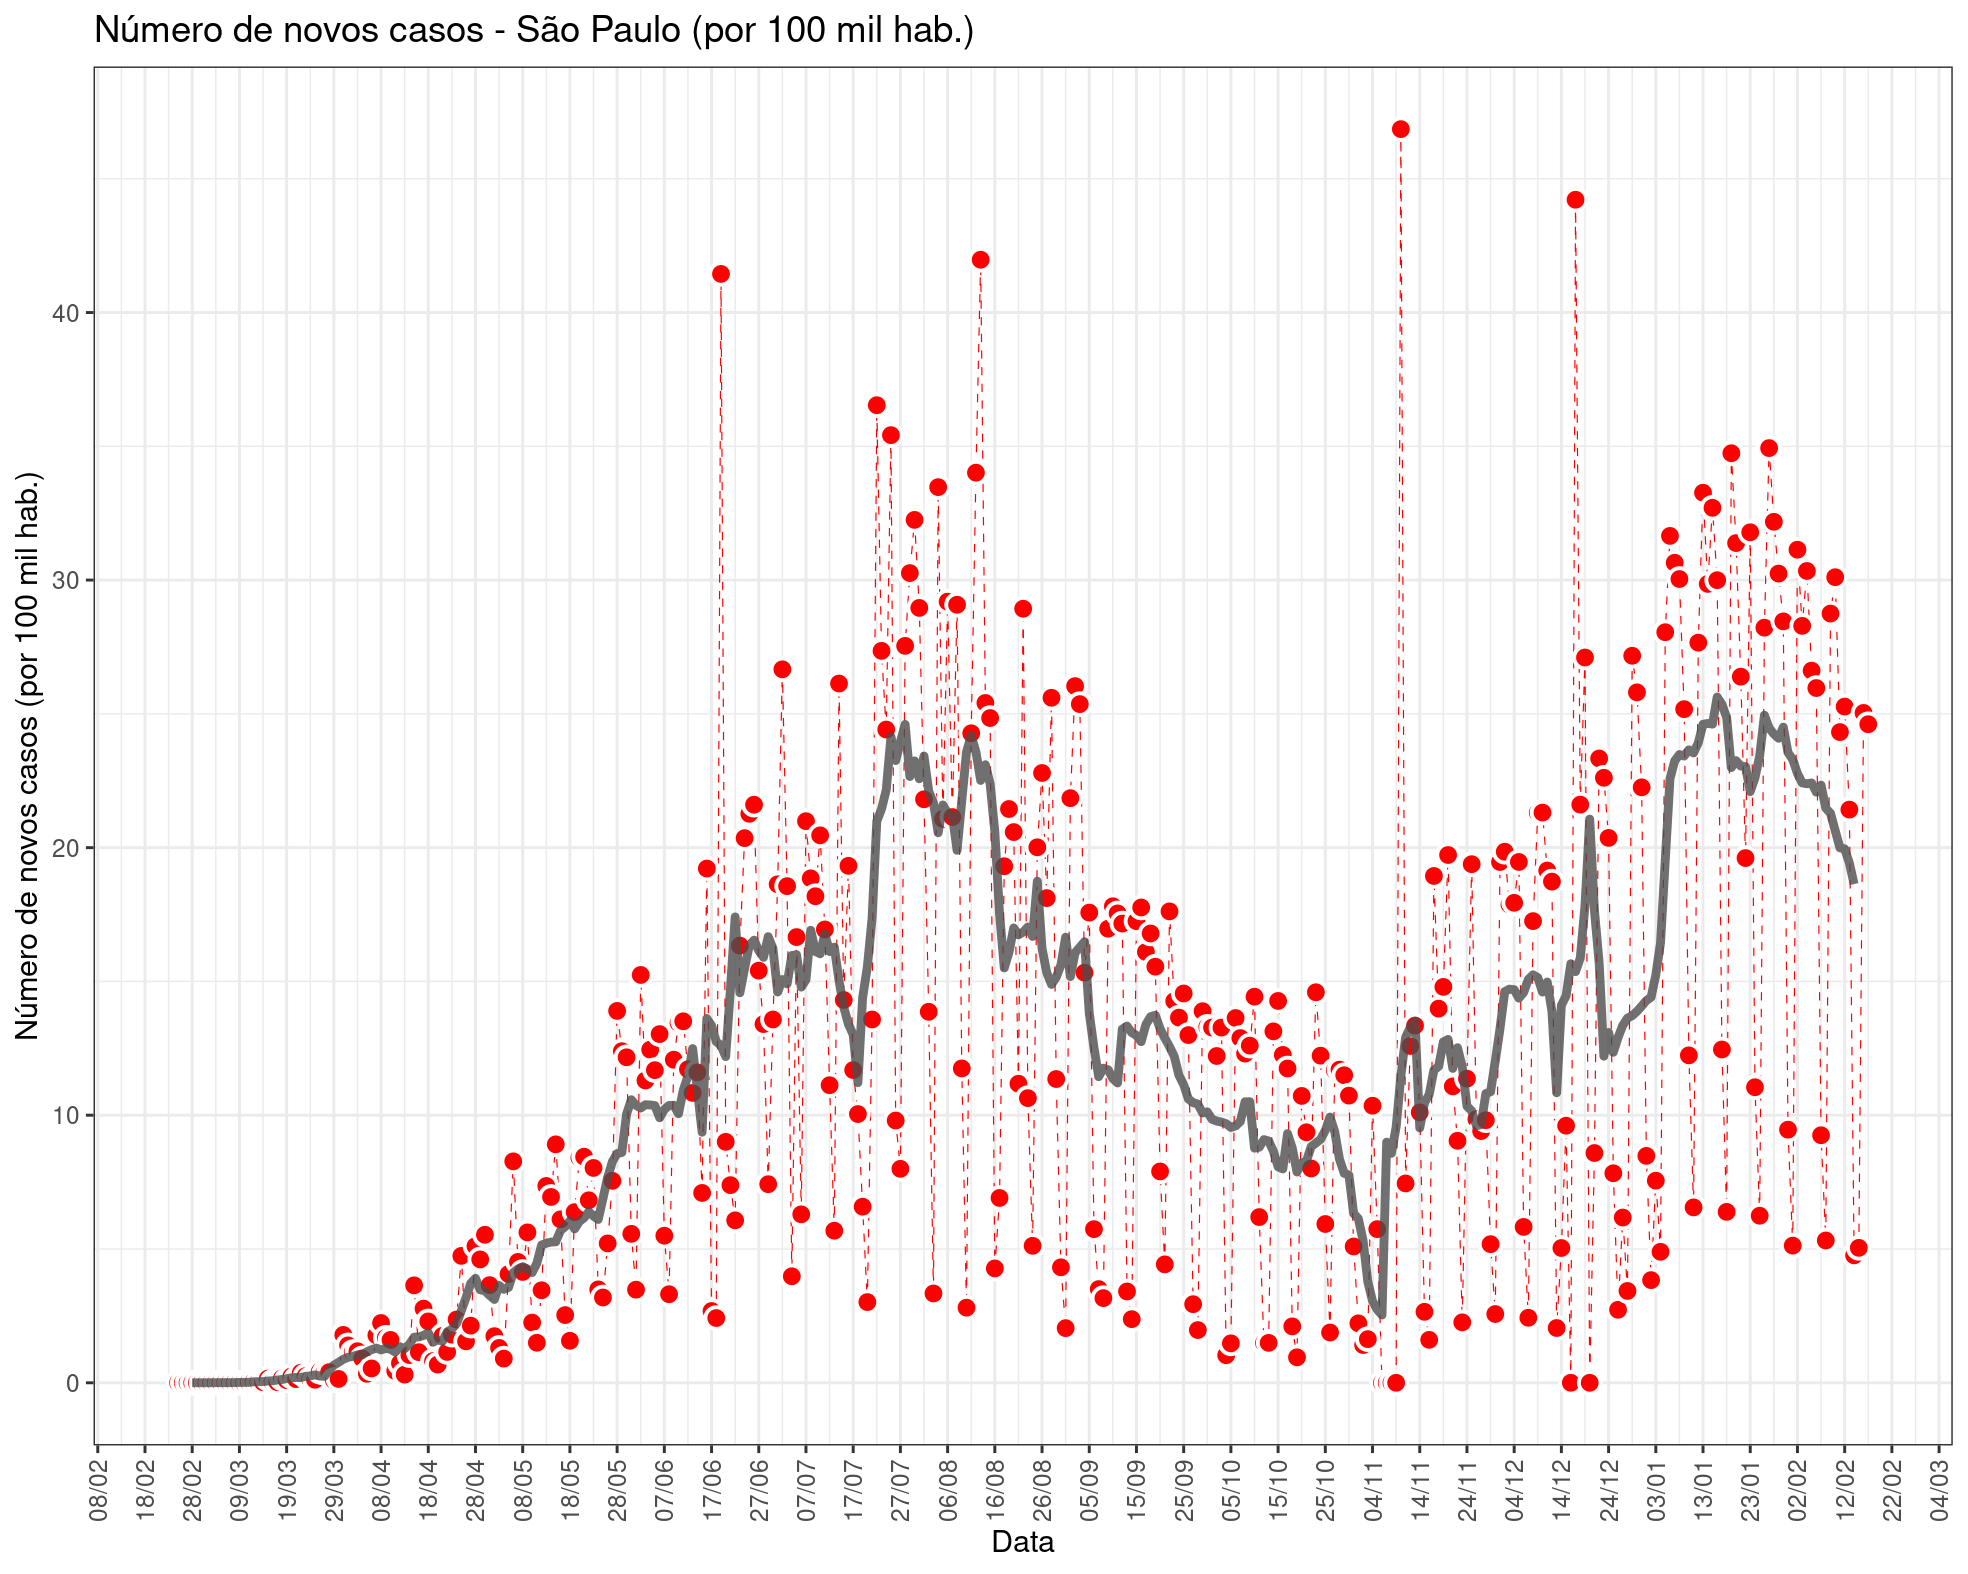 Número de novos casos - São Paulo (por 100 mil hab.)
Número de novos casos (por 100 mil hab.)
40
30
20
10
0
08/02 18/02 28/02 09/03 19/03 29/03 08/04 18/04 28/04 08/05 18/05 28/05 07/06 17/06 27/06 07/07 17/07 27/07 06/08 16/08 26/08 05/09 15/09 25/09 05/10 15/10 25/10 04/11 14/11 24/11 04/12 14/12 24/12 03/01 13/01 23/01 02/02 12/02 22/02 04/03
Data